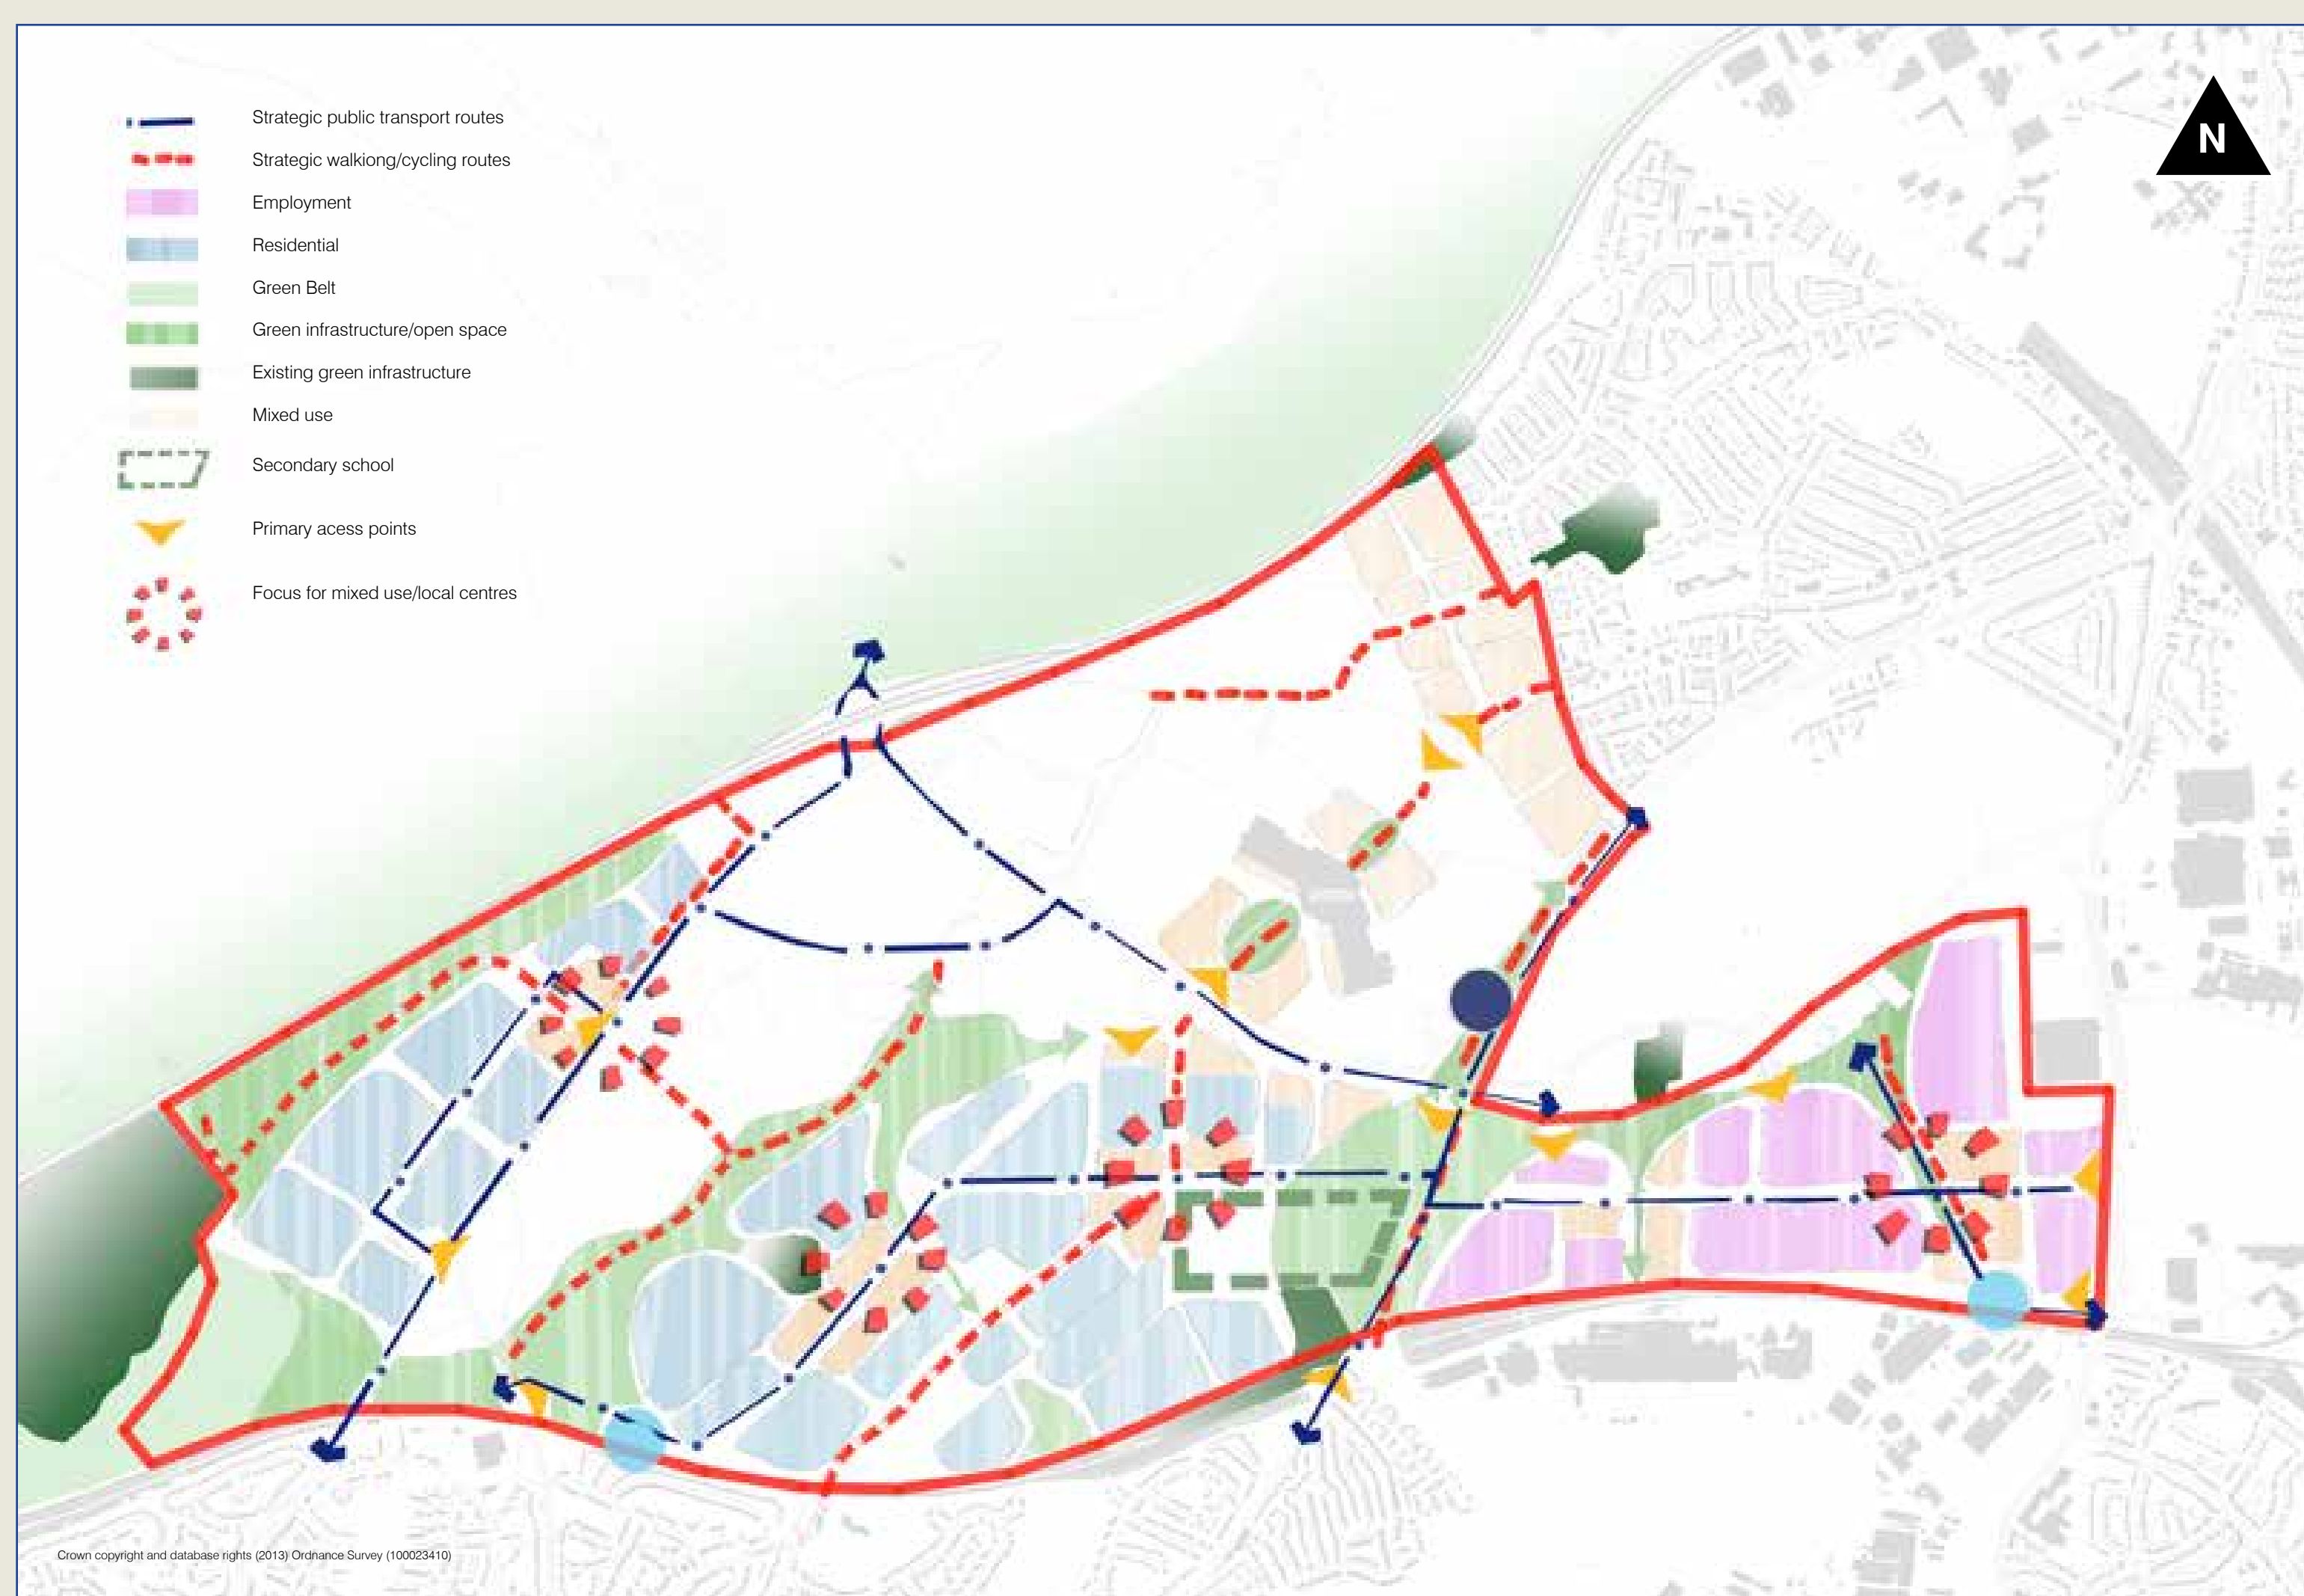 N
Strategic public transport routes
Strategic walkiong/cycling routes
Employment
Residential
Green Belt
Green infrastructure/open space
Existing green infrastructure
Mixed use
Secondary school
Primary acess points
Focus for mixed use/local centres
Crown copyright and database rights (2013) Ordnance Survey (100023410)